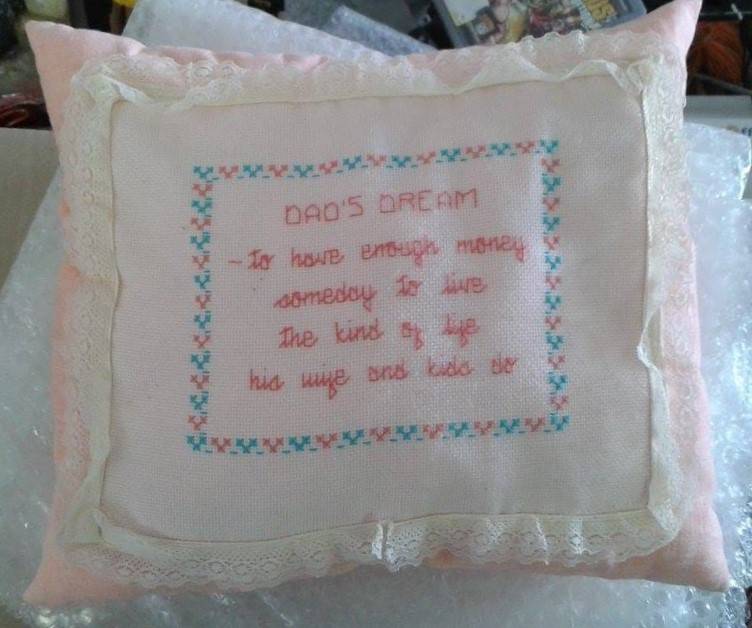 DAD'S DREAM
-to have enough money
someday to live
the kind of life
his wife and kids do